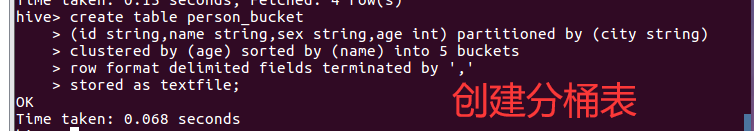 Time taken: 0.13 seconds, Fetched: 4 row(s)
hive> create table person_bucket
    > (id string,name string,sex string,age int) partitioned by (city string)
    > clustered by (age) sorted by (name) into 5 buckets
    > row format delimited fields terminated by ','
    > stored as textfile;
创建分桶表
OK
Time taken: 0.068 seconds